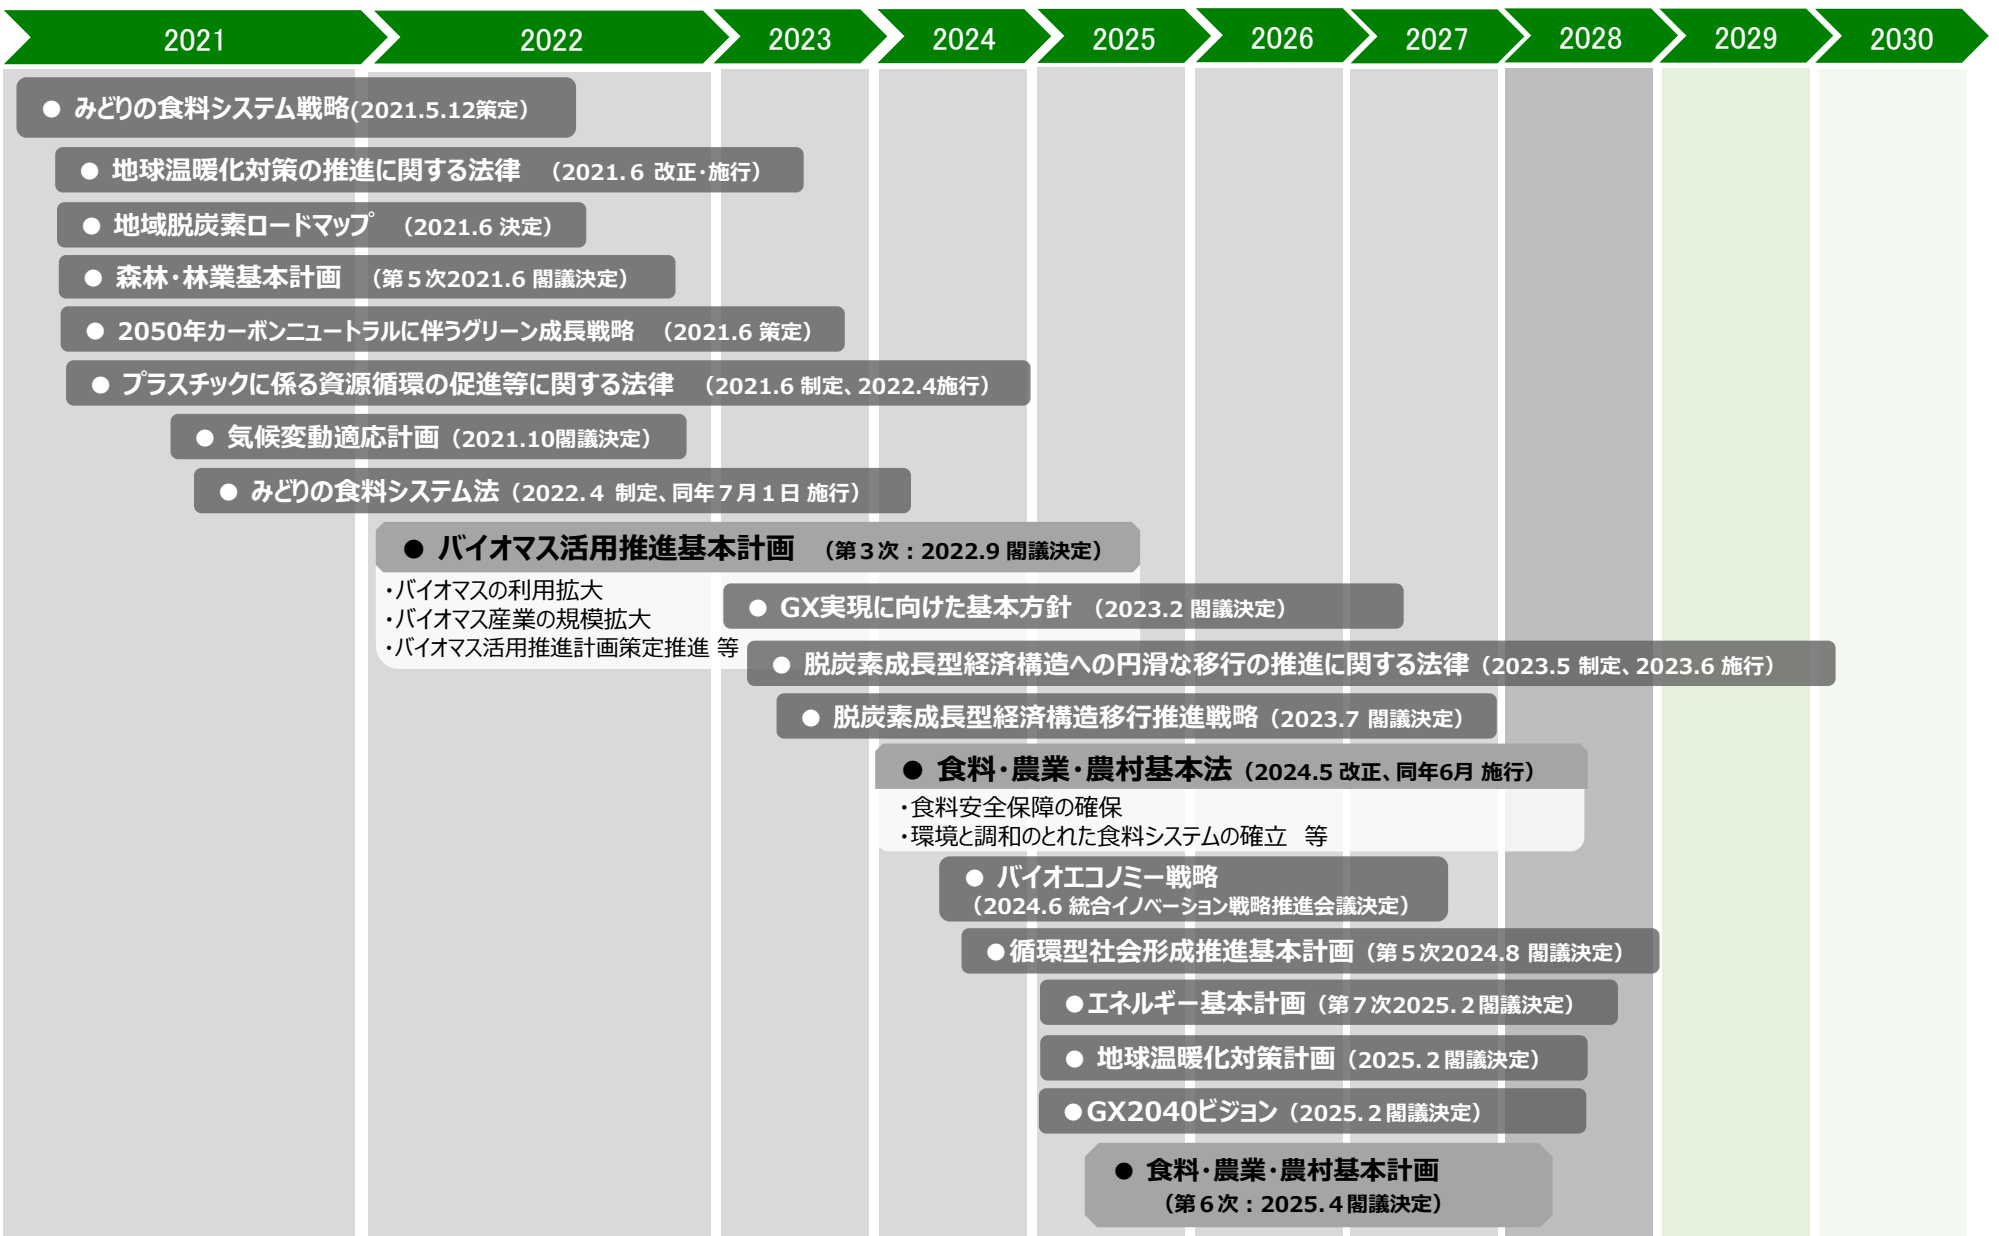 2021 2022 2023 2024 2025 2026 2027 2028 2029 2030
● みどりの食料システム戦略(2021.5.12策定）
● 地球温暖化対策の推進に関する法律　（2021.6 改正・施行）
● 地域脱炭素ロードマップ　（2021.6 決定）
● 森林・林業基本計画　（第５次2021.6 閣議決定）
● 2050年カーボンニュートラルに伴うグリーン成長戦略　（2021.6 策定）
● プラスチックに係る資源循環の促進等に関する法律　（2021.6 制定、2022.4施行）
● 気候変動適応計画（2021.10閣議決定）
● みどりの食料システム法（2022.４ 制定、同年７月１日 施行）
● バイオマス活用推進基本計画　（第３次：2022.9 閣議決定）
・バイオマスの利用拡大
・バイオマス産業の規模拡大
・バイオマス活用推進計画策定推進 等
● GX実現に向けた基本方針　（2023.2 閣議決定）
● 脱炭素成長型経済構造への円滑な移行の推進に関する法律（2023.5 制定、2023.6 施行）
● 脱炭素成長型経済構造移行推進戦略（2023.7 閣議決定）
● 食料・農業・農村基本法（2024.5 改正、同年6月 施行）
・食料安全保障の確保
・環境と調和のとれた食料システムの確立　等
● バイオエコノミー戦略
（2024.6 統合イノベーション戦略推進会議決定）
●循環型社会形成推進基本計画（第５次2024.8 閣議決定）
●エネルギー基本計画（第７次2025.２閣議決定）
● 地球温暖化対策計画（2025.２閣議決定）
●GX2040ビジョン（2025.２閣議決定）
● 食料・農業・農村基本計画
（第６次：2025.４閣議決定）